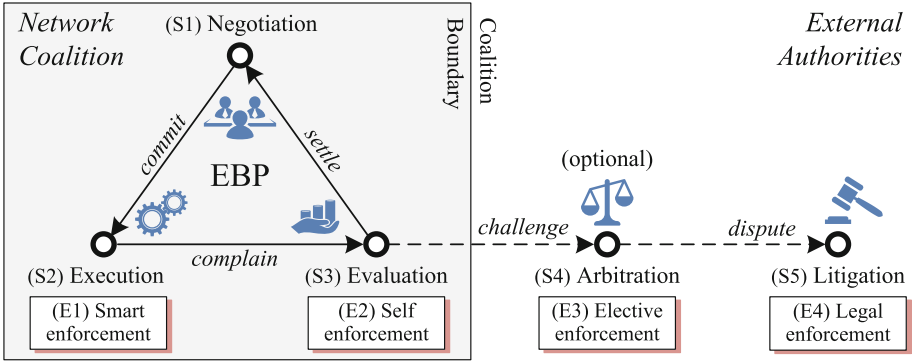 Network
Coalition
(S1) Negotiation
Coalition
Boundary
External
Authorities
commit
settle
EBP
(optional)
complain
challenge
dispute
(S2) Execution
(S3) Evaluation
(S4) Arbitration
(S5) Litigation
(E1) Smart
enforcement
(E2) Self
enforcement
(E3) Elective
enforcement
(E4) Legal
enforcement